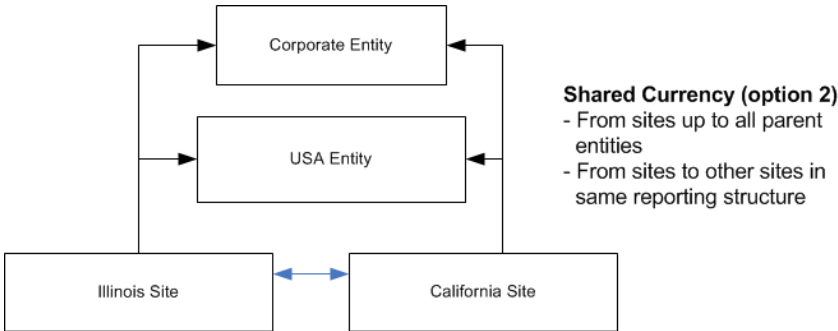 Corporate Entity
Shared Currency (option 2)
- From sites up to all parent
entities
- From sites to other sites in
same reporting structure
USA Entity
Illinois Site
California Site